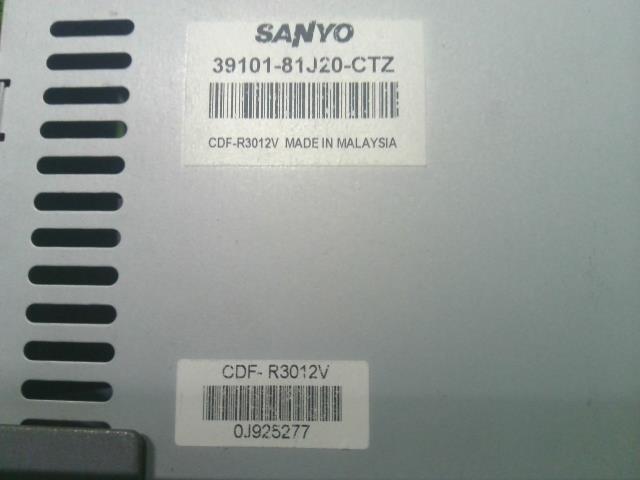 SANYO
39101-81J20-CTZ
CDF-R3012V MADE IN MALAYSIA
CDF- R3012V
0J925277